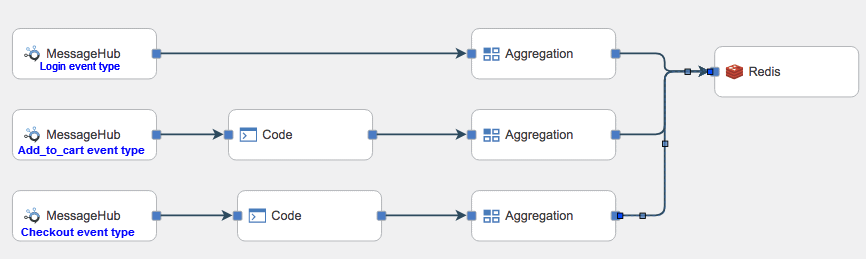 MessageHub
Login event type
Aggregation
Redis
MessageHub
Add_to_cart event type
Code
Aggregation
MessageHub
Checkout event type
Code
Aggregation